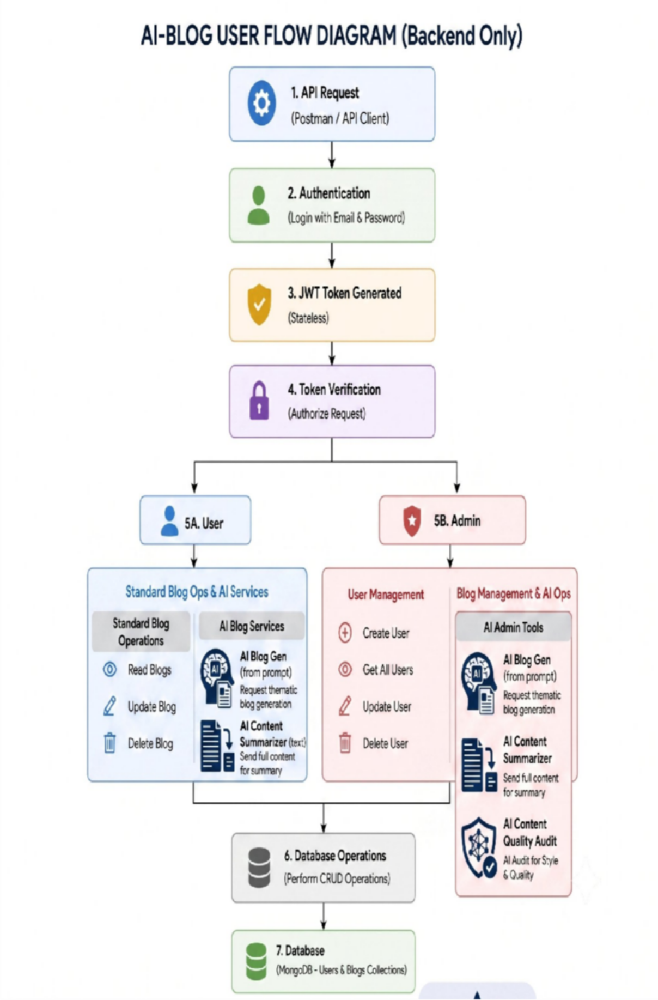 AI-BLOG USER FLOW DIAGRAM (Backend Only)
1. API Request
(Postman / API Client)
2. Authentication
(Login with Email & Password)
3. JWT Token Generated
(Stateless)
4. Token Verification
(Authorize Request)
5A. User
5B. Admin
Standard Blog Ops & AI Services
Standard Blog
Operations
Read Blogs
Update Blog
Delete Blog
AI Blog Services
AI
AI Blog Gen
(from prompt)
Request thematic
blog generation
AI Content
Summarizer (text)
Send full content
for summary
User Management
Create User
Get All Users
Update User
Delete User
Blog Management & AI Ops
AI Admin Tools
AI
AI Blog Gen
(from prompt)
Request thematic
blog generation
AI Content
Summarizer
Send full content
for summary
AI Content
Quality Audit
AI Audit for Style
& Quality
6. Database Operations
(Perform CRUD Operations)
7. Database
(MongoDB - Users & Blogs Collections)